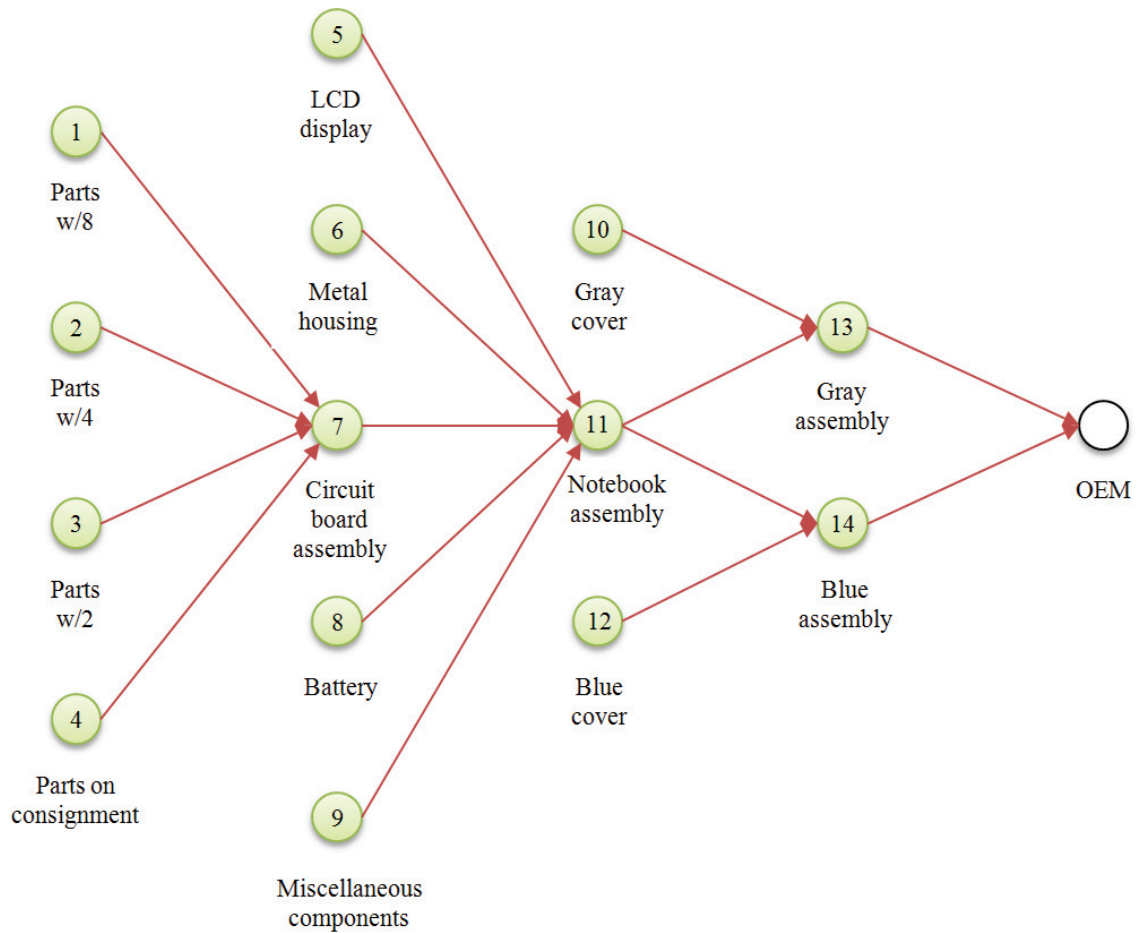 5
LCD
display
1
Parts
w/8
6
Metal
housing
10
Gray
cover
2
Parts
w/4
13
Gray
assembly
7
Circuit
board
assembly
11
Notebook
assembly
OEM
3
Parts
w/2
14
Blue
assembly
8
Battery
12
Blue
cover
4
Parts on
consignment
9
Miscellaneous
components